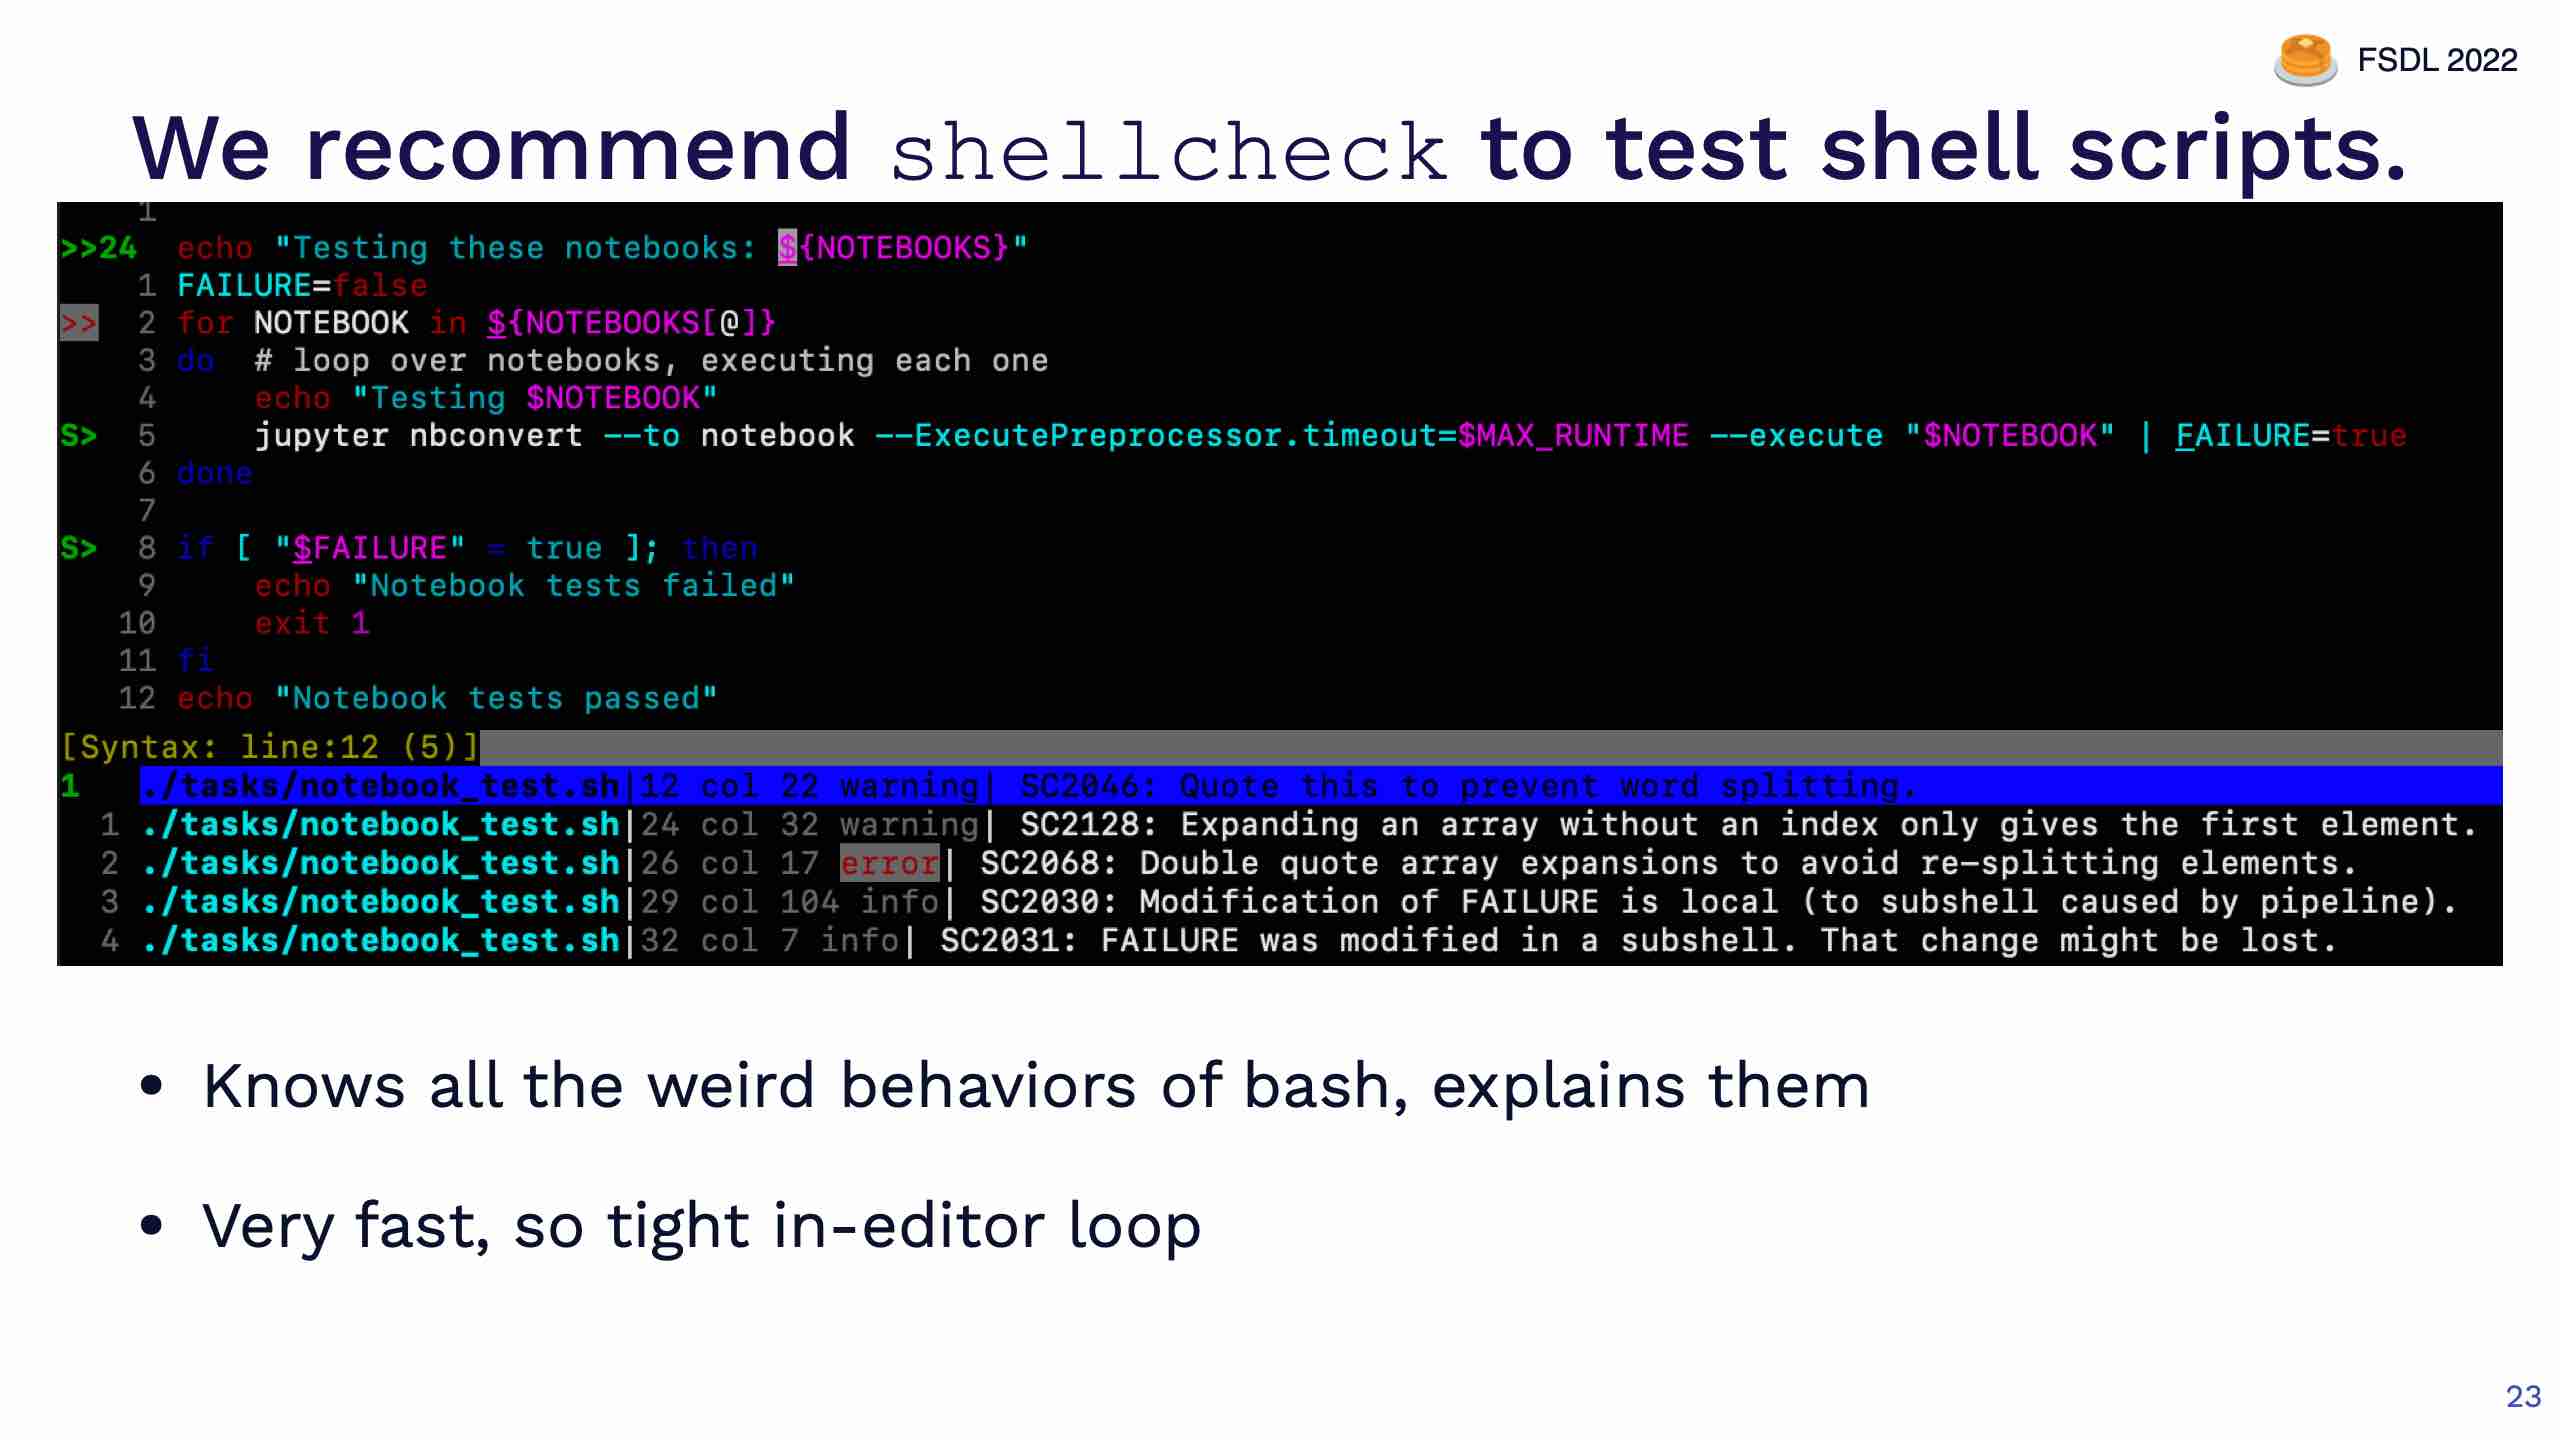 FSDL 2022
We recommend shellcheck to test shell scripts.
1
>>24 echo "Testing these notebooks: ${NOTEBOOKS}"
1 FAILURE=false
>> 2 for NOTEBOOK in ${NOTEBOOKS[@]}
3 do # loop over notebooks, executing each one
4 echo "Testing $NOTEBOOK"
S> 5 jupyter nbconvert --to notebook --ExecutePreprocessor.timeout=$MAX_RUNTIME --execute "$NOTEBOOK" | FAILURE=true
6 done
7
S> 8 if [ "$FAILURE" = true ]; then
9 echo "Notebook tests failed"
10 exit 1
11 fi
12 echo "Notebook tests passed"
[Syntax: line:12 (5)]
1 ./tasks/notebook_test.sh|12 col 22 warning| SC2046: Quote this to prevent word splitting.
1 ./tasks/notebook_test.sh|24 col 32 warning| SC2128: Expanding an array without an index only gives the first element.
2 ./tasks/notebook_test.sh|26 col 17 error| SC2068: Double quote array expansions to avoid re-splitting elements.
3 ./tasks/notebook_test.sh|29 col 104 info| SC2030: Modification of FAILURE is local (to subshell caused by pipeline).
4 ./tasks/notebook_test.sh|32 col 7 info| SC2031: FAILURE was modified in a subshell. That change might be lost.
• Knows all the weird behaviors of bash, explains them
• Very fast, so tight in-editor loop
23